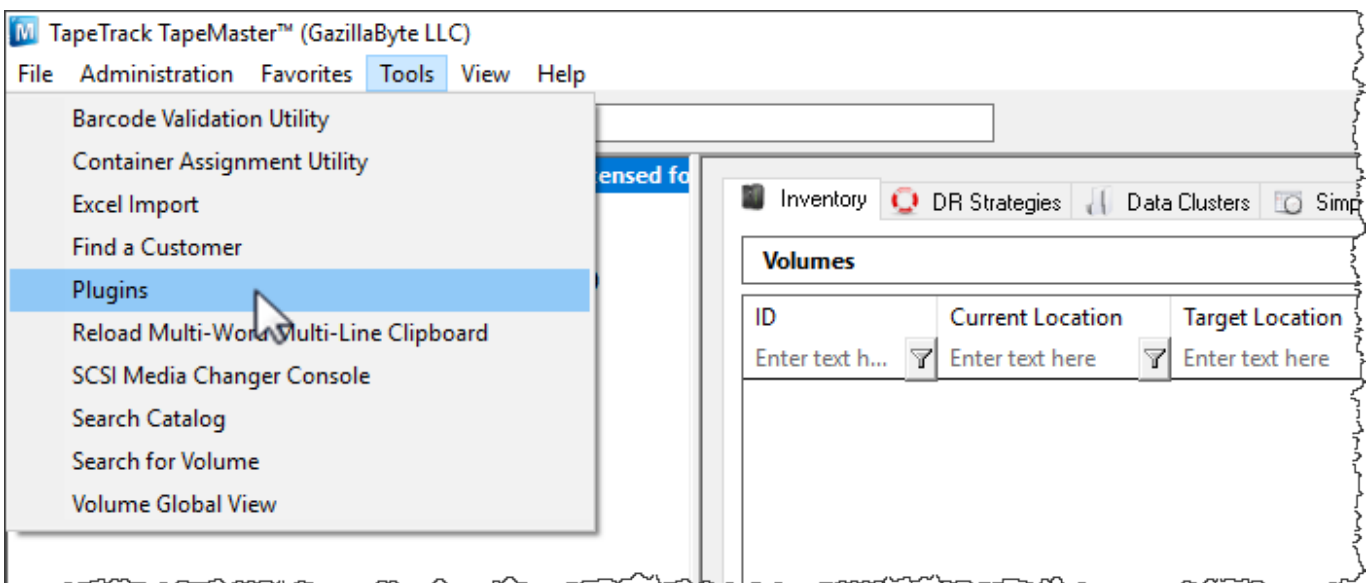 TapeTrack TapeMaster™ (GazillaByte LLC)
File Administration Favorites Tools View Help
Barcode Validation Utility
Container Assignment Utility
Excel Import
Find a Customer
Plugins
Reload Multi-Word Multi-Line Clipboard
SCSI Media Changer Console
Search Catalog
Search for Volume
Volume Global View
ensed fo
Inventory DR Strategies Data Clusters Simp
Volumes
ID Current Location Target Location
Enter text h... Enter text here Enter text here